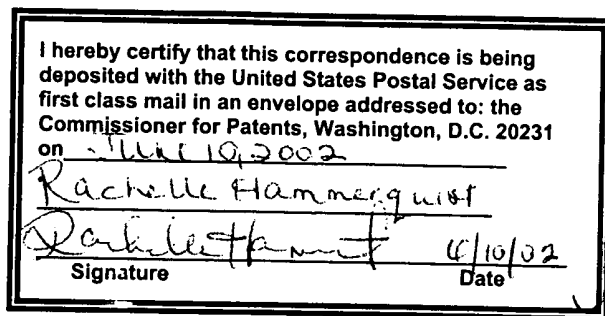 I hereby certify that this correspondence is being
deposited with the United States Postal Service as
first class mail in an envelope addressed to: the
Commissioner for Patents, Washington, D.C. 20231
on June 10, 2002
Rachelle Hammerquist
/10/02
Signature Date